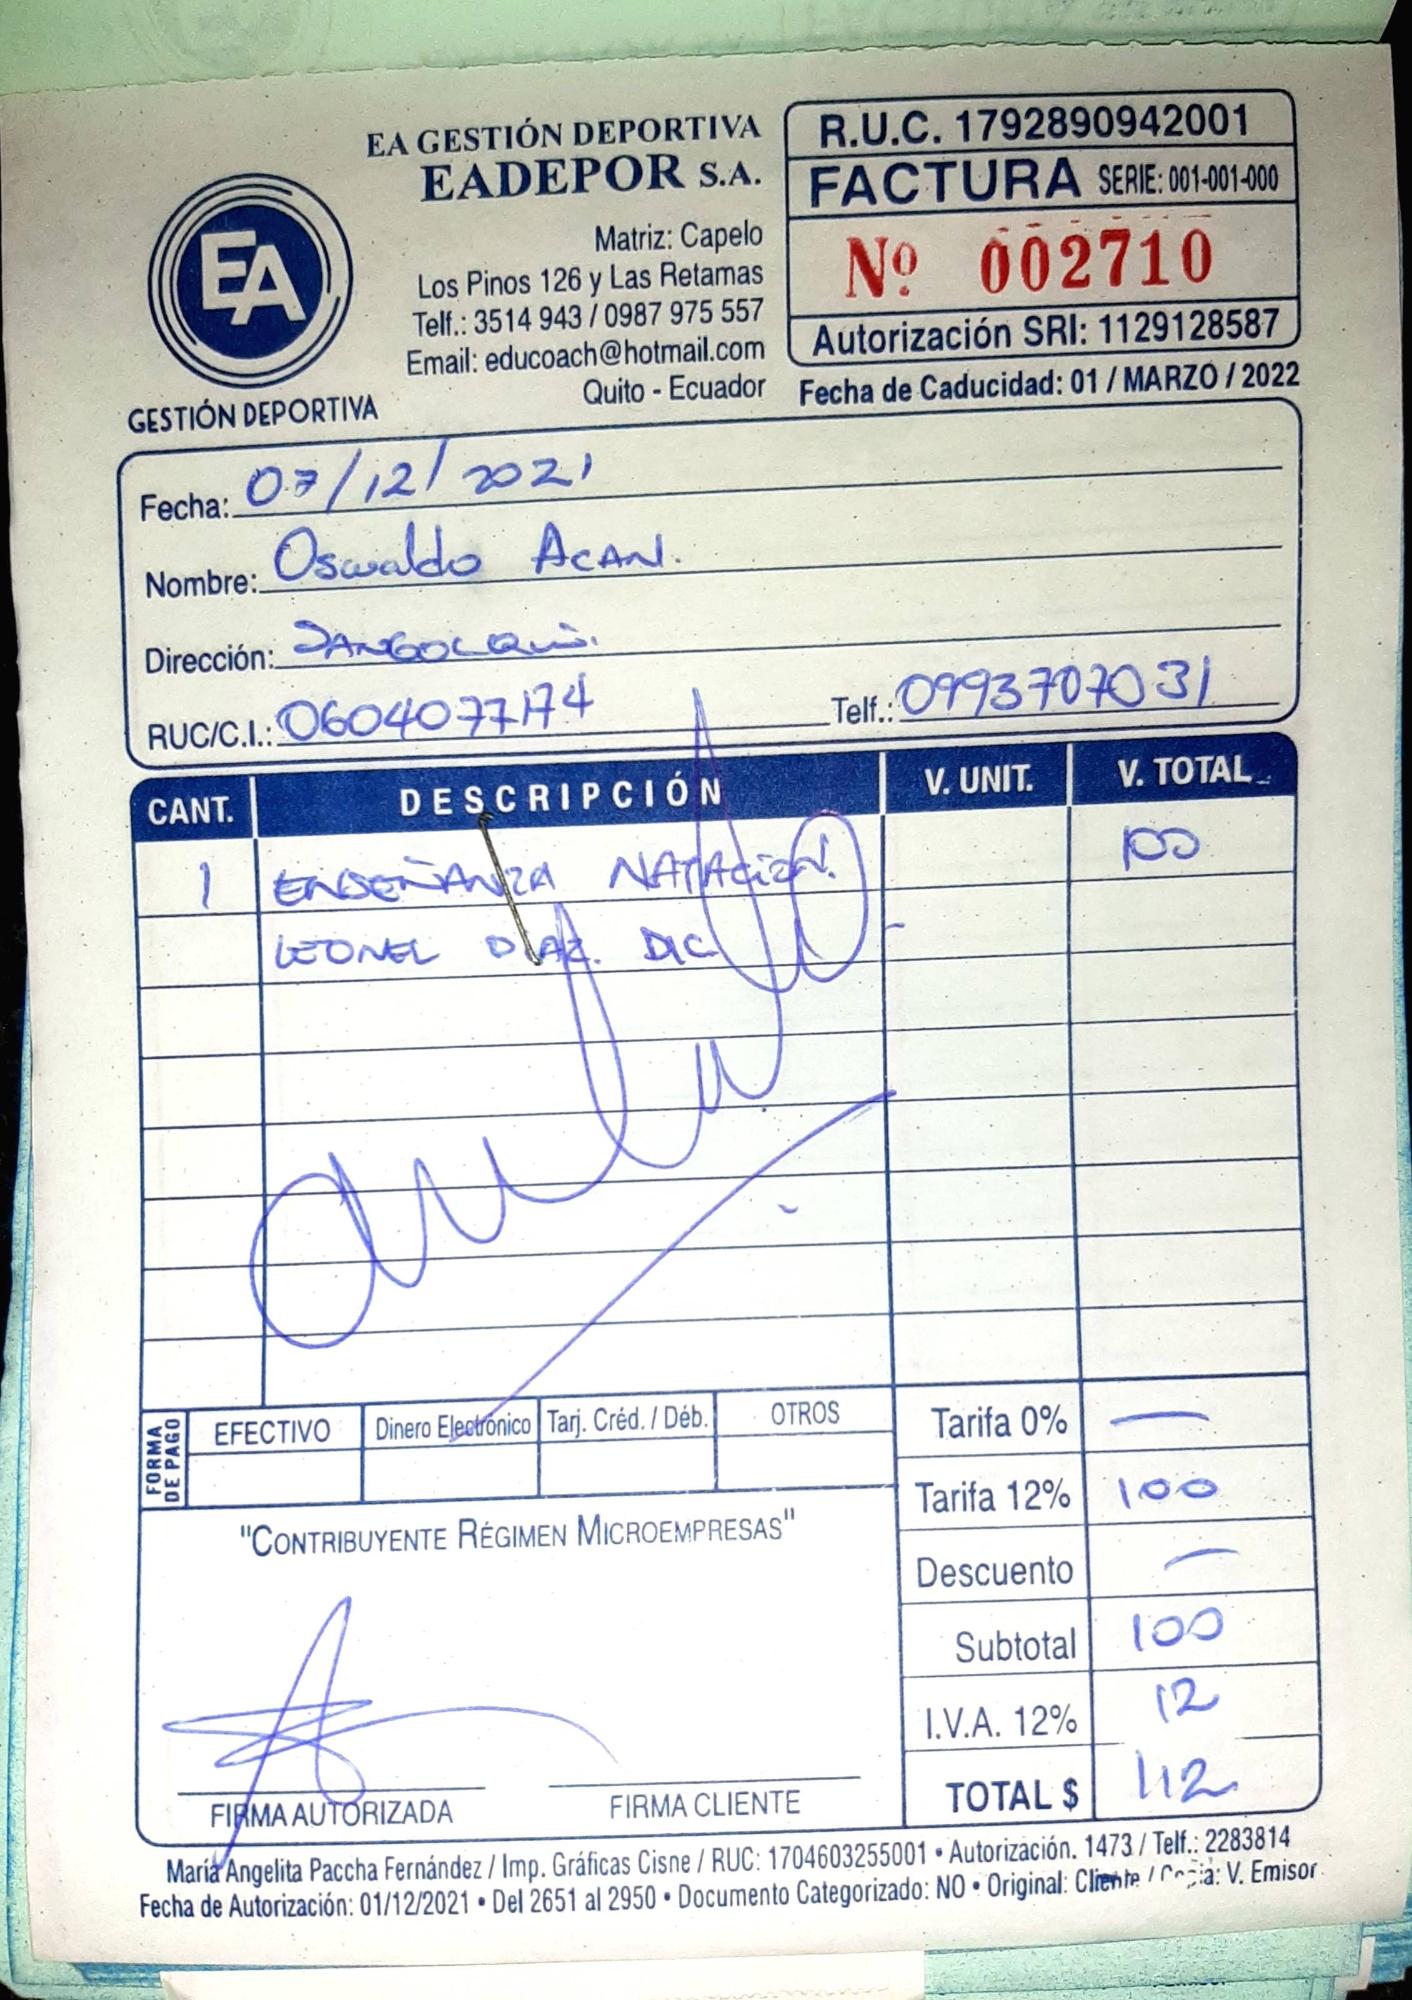 EA GESTIÓN DEPORTIVA
EADEPOR S.A.
Matriz: Capelo
Los Pinos 126 y Las Retamas
Telf.: 3514 943 / 0987 975 557
Email: educoach@hotmail.com
Quito - Ecuador
EA
GESTIÓN DEPORTIVA
R.U.C. 1792890942001
FACTURA SERIE: 001-001-000
Nº 002710
Autorización SRI: 1129128587
Fecha de Caducidad: 01 / MARZO / 2022
Fecha: 07/12/2021
Nombre: Oswaldo ACAN.
Dirección: SANGOLQUÍ.
RUC/C.I.: 0604077174 Telf.: 0993707031
CANT. DESCRIPCIÓN V. UNIT. V. TOTAL
1 ENSEÑANZA NATACIÓN. 100
LEONEL DIAZ. DIC
FORMA DE PAGO
EFECTIVO Dinero Electrónico Tarj. Créd. / Déb. OTROS
Tarifa 0% —
Tarifa 12% 100
Descuento —
Subtotal 100
I.V.A. 12% 12
TOTAL $ 112
"CONTRIBUYENTE RÉGIMEN MICROEMPRESAS"
FIRMA AUTORIZADA FIRMA CLIENTE
María Angelita Paccha Fernández / Imp. Gráficas Cisne / RUC: 1704603255001 • Autorización. 1473 / Telf.: 2283814
Fecha de Autorización: 01/12/2021 • Del 2651 al 2950 • Documento Categorizado: NO • Original: Cliente / Copia: V. Emisor